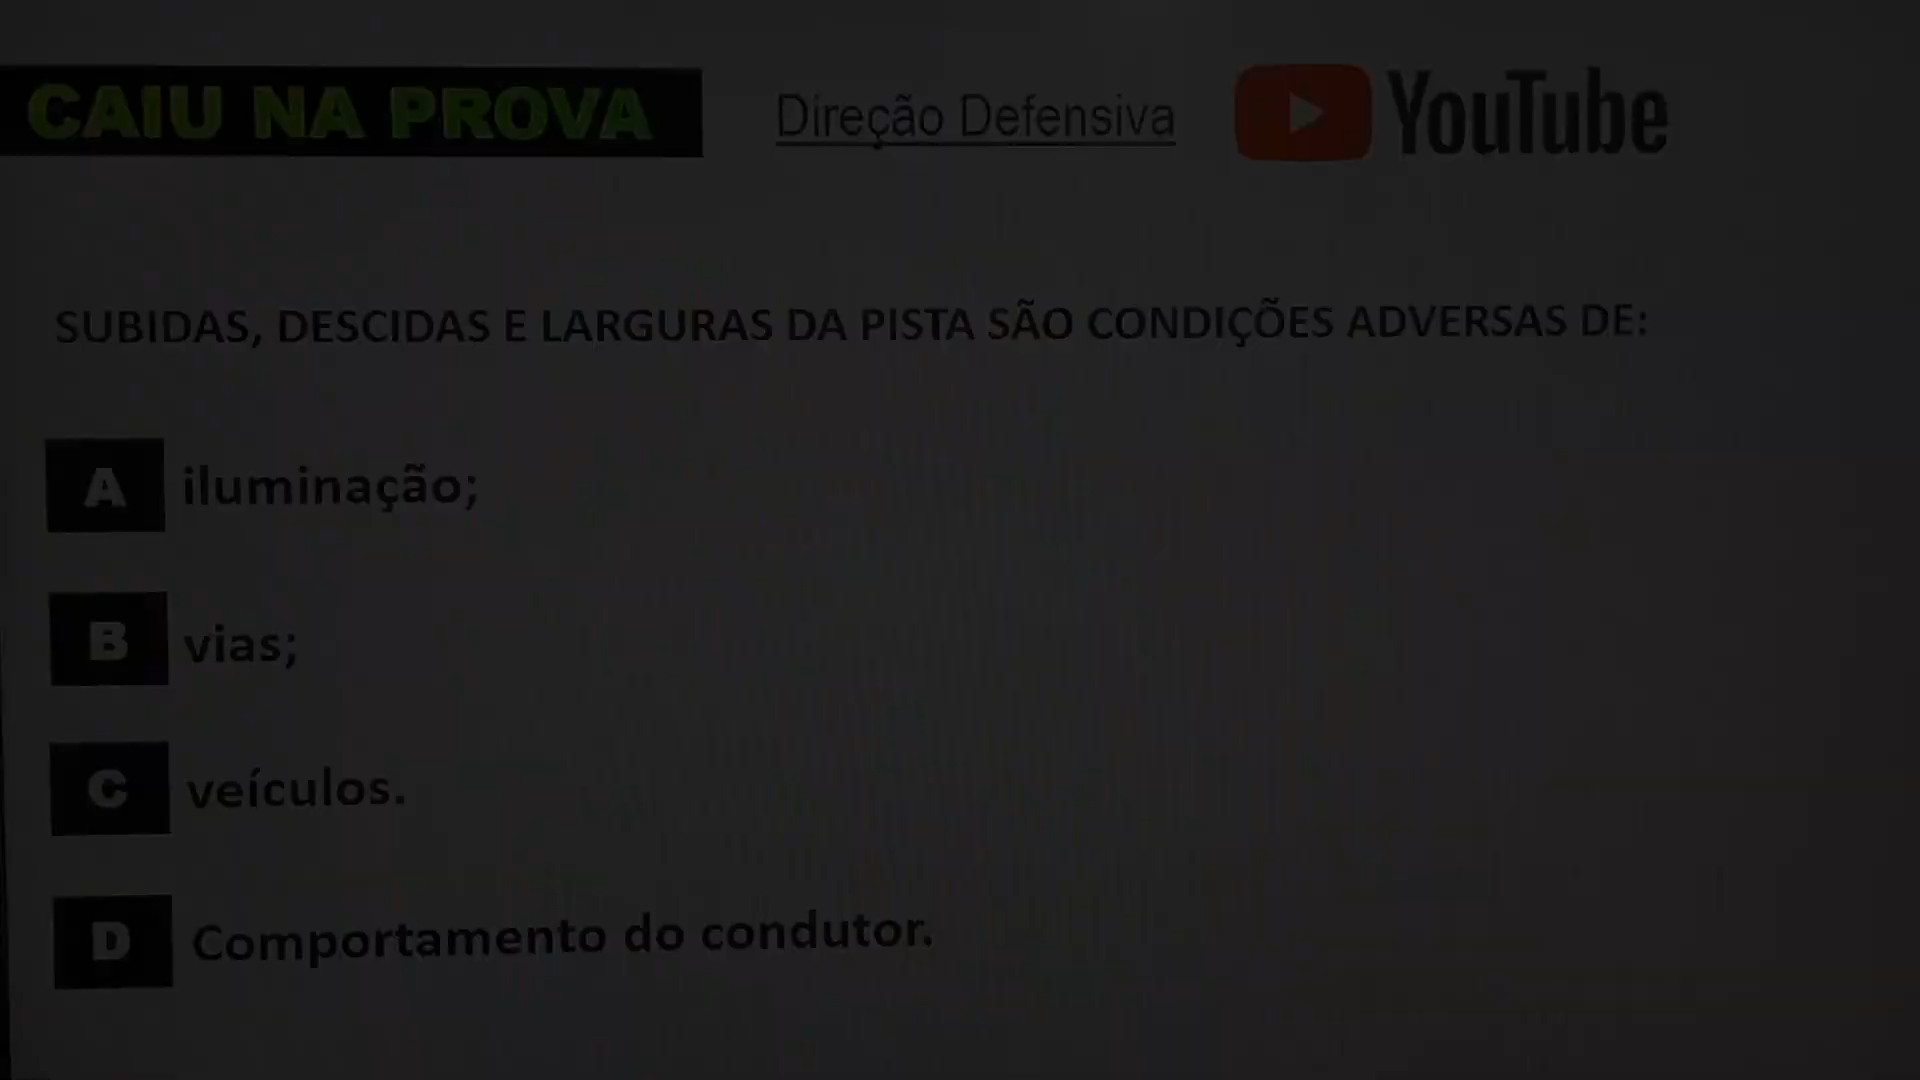 CAIU NA PROVA Direção Defensiva YouTube
SUBIDAS, DESCIDAS E LARGURAS DA PISTA SÃO CONDIÇÕES ADVERSAS DE:
A iluminação;
B vias;
C veículos.
D Comportamento do condutor.